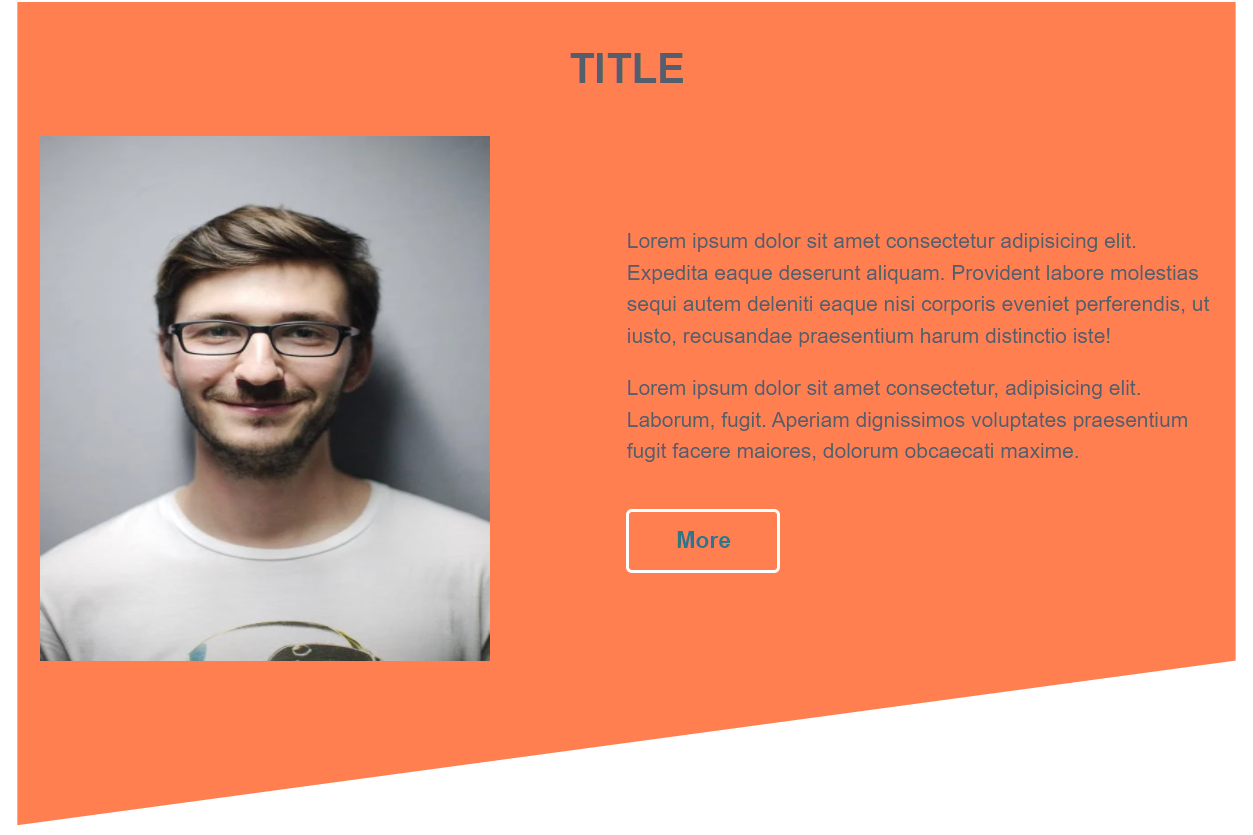 TITLE
Lorem ipsum dolor sit amet consectetur adipisicing elit.
Expedita eaque deserunt aliquam. Provident labore molestias
sequi autem deleniti eaque nisi corporis eveniet perferendis, ut
iusto, recusandae praesentium harum distinctio iste!
Lorem ipsum dolor sit amet consectetur, adipisicing elit.
Laborum, fugit. Aperiam dignissimos voluptates praesentium
fugit facere maiores, dolorum obcaecati maxime.
More